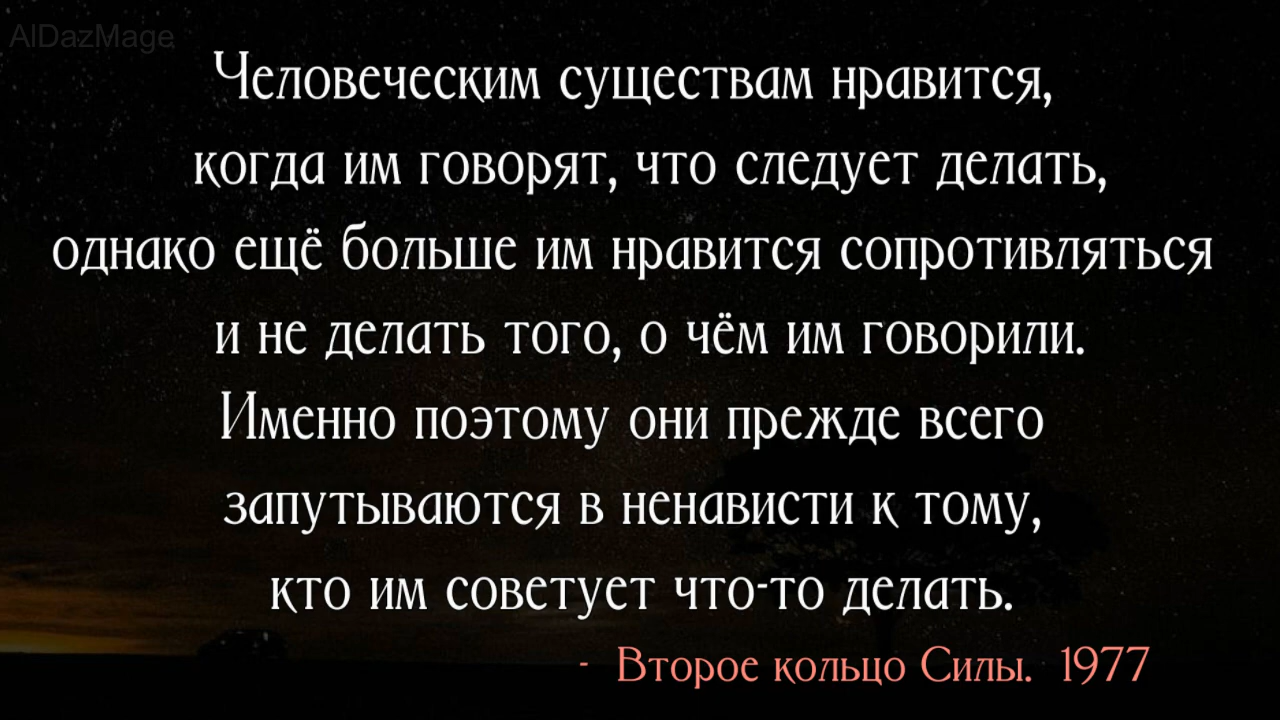 AlDazMage
Человеческим существам нравится,
когда им говорят, что следует делать,
однако ещё больше им нравится сопротивляться
и не делать того, о чём им говорили.
Именно поэтому они прежде всего
запутываются в ненависти к тому,
кто им советует что-то делать.
- Второе кольцо Силы. 1977